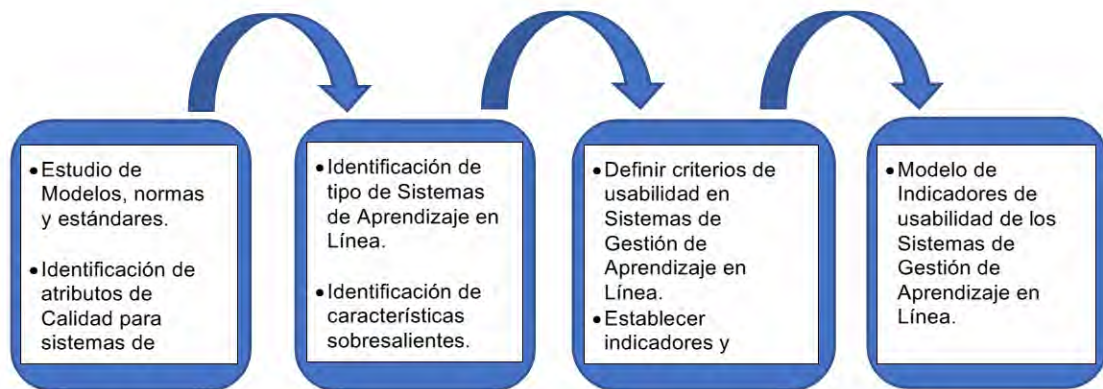 •Estudio de
Modelos, normas
y estándares.
•Identificación de
atributos de
Calidad para
sistemas de
•Identificación de
tipo de Sistemas
de Aprendizaje en
Línea.
•Identificación de
características
sobresalientes.
•Definir criterios de
usabilidad en
Sistemas de
Gestión de
Aprendizaje en
Línea.
•Establecer
indicadores y
•Modelo de
Indicadores de
usabilidad de los
Sistemas de
Gestión de
Aprendizaje en
Línea.